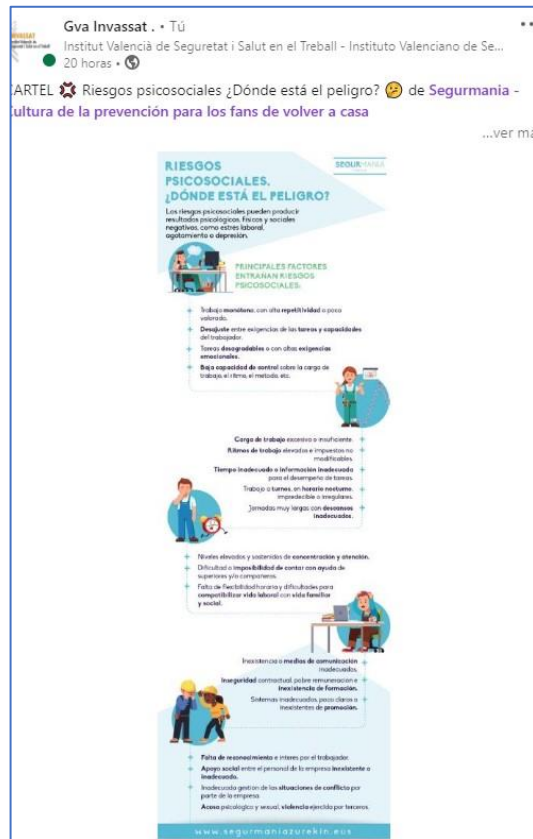 INVASSAT
Gva Invassat . • Tú
Institut Valencià de Seguretat i Salut en el Treball - Instituto Valenciano de Se...
20 horas •
CARTEL Riesgos psicosociales ¿Dónde está el peligro? de Segurmania -
Cultura de la prevención para los fans de volver a casa
...ver má
RIESGOS
PSICOSOCIALES.
¿DÓNDE ESTÁ EL PELIGRO?
SEGURMANIA
Los riesgos psicosociales pueden producir
resultados psicológicos, físicos y sociales
negativos, como estrés laboral,
agotamiento o depresión.
PRINCIPALES FACTORES
ENTRAÑAN RIESGOS
PSICOSOCIALES:
Trabajo monótono, con alta repetitividad o poco
valorado.
Desajuste entre exigencias de las tareas y capacidades
del trabajador.
Tareas desagradables o con altas exigencias
emocionales.
Baja capacidad de control sobre la carga de
trabajo, el ritmo, el método, etc.
Carga de trabajo excesiva o insuficiente.
Ritmos de trabajo elevados e impuestos no
modificables.
Tiempo inadecuado o información inadecuada
para el desempeño de tareas.
Trabajo a turnos, en horario nocturno,
impredecible o irregulares.
Jornadas muy largas con descansos
inadecuados.
Niveles elevados y sostenidos de concentración y atención.
Dificultad o imposibilidad de contar con ayuda de
superiores y/o compañeros.
Falta de flexibilidad horaria y dificultades para
compatibilizar vida laboral con vida familiar
y social.
Inexistencia o medios de comunicación
inadecuados.
Inseguridad contractual, pobre remuneración e
inexistencia de formación.
Sistemas inadecuados, poco claros o
inexistentes de promoción.
Falta de reconocimiento e interés por el trabajador.
Apoyo social entre el personal de la empresa inexistente o
inadecuado.
Inadecuada gestión de las situaciones de conflicto por
parte de la empresa.
Acoso psicológico y sexual, violencia ejercida por terceros.
www.segurmaniazurekin.eus